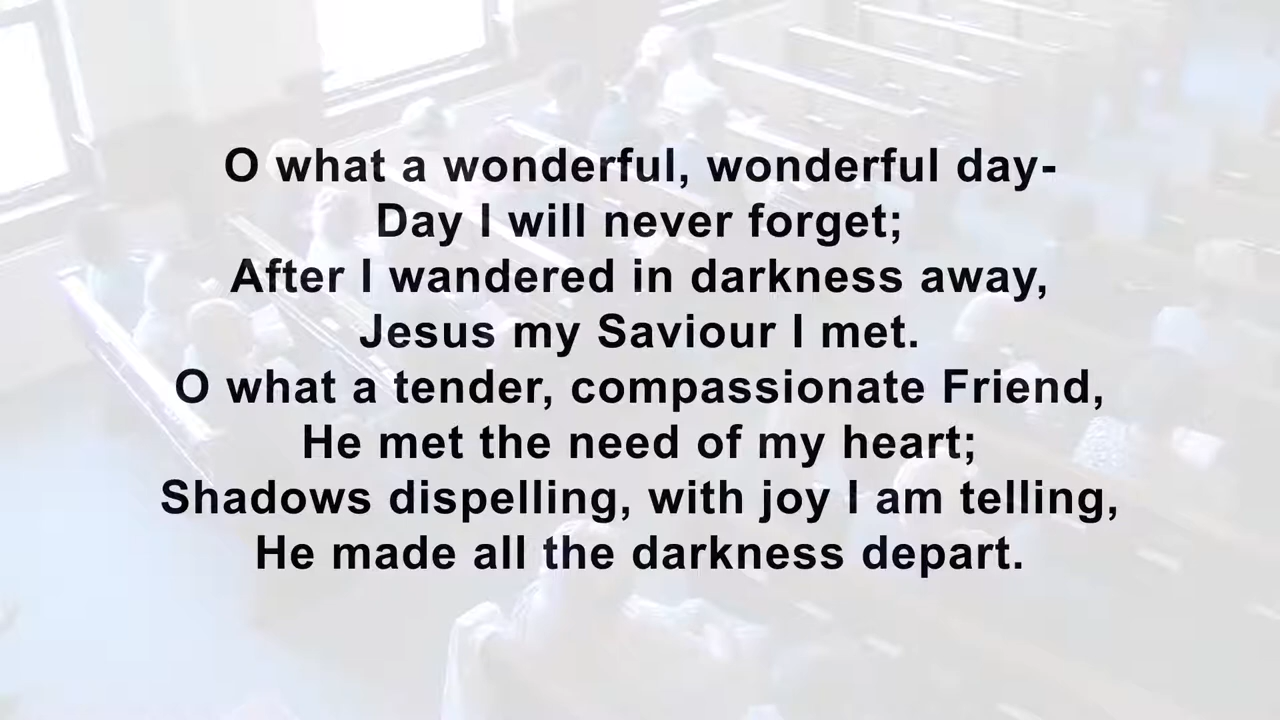 O what a wonderful, wonderful day-
Day I will never forget;
After I wandered in darkness away,
Jesus my Saviour I met.
O what a tender, compassionate Friend,
He met the need of my heart;
Shadows dispelling, with joy I am telling,
He made all the darkness depart.